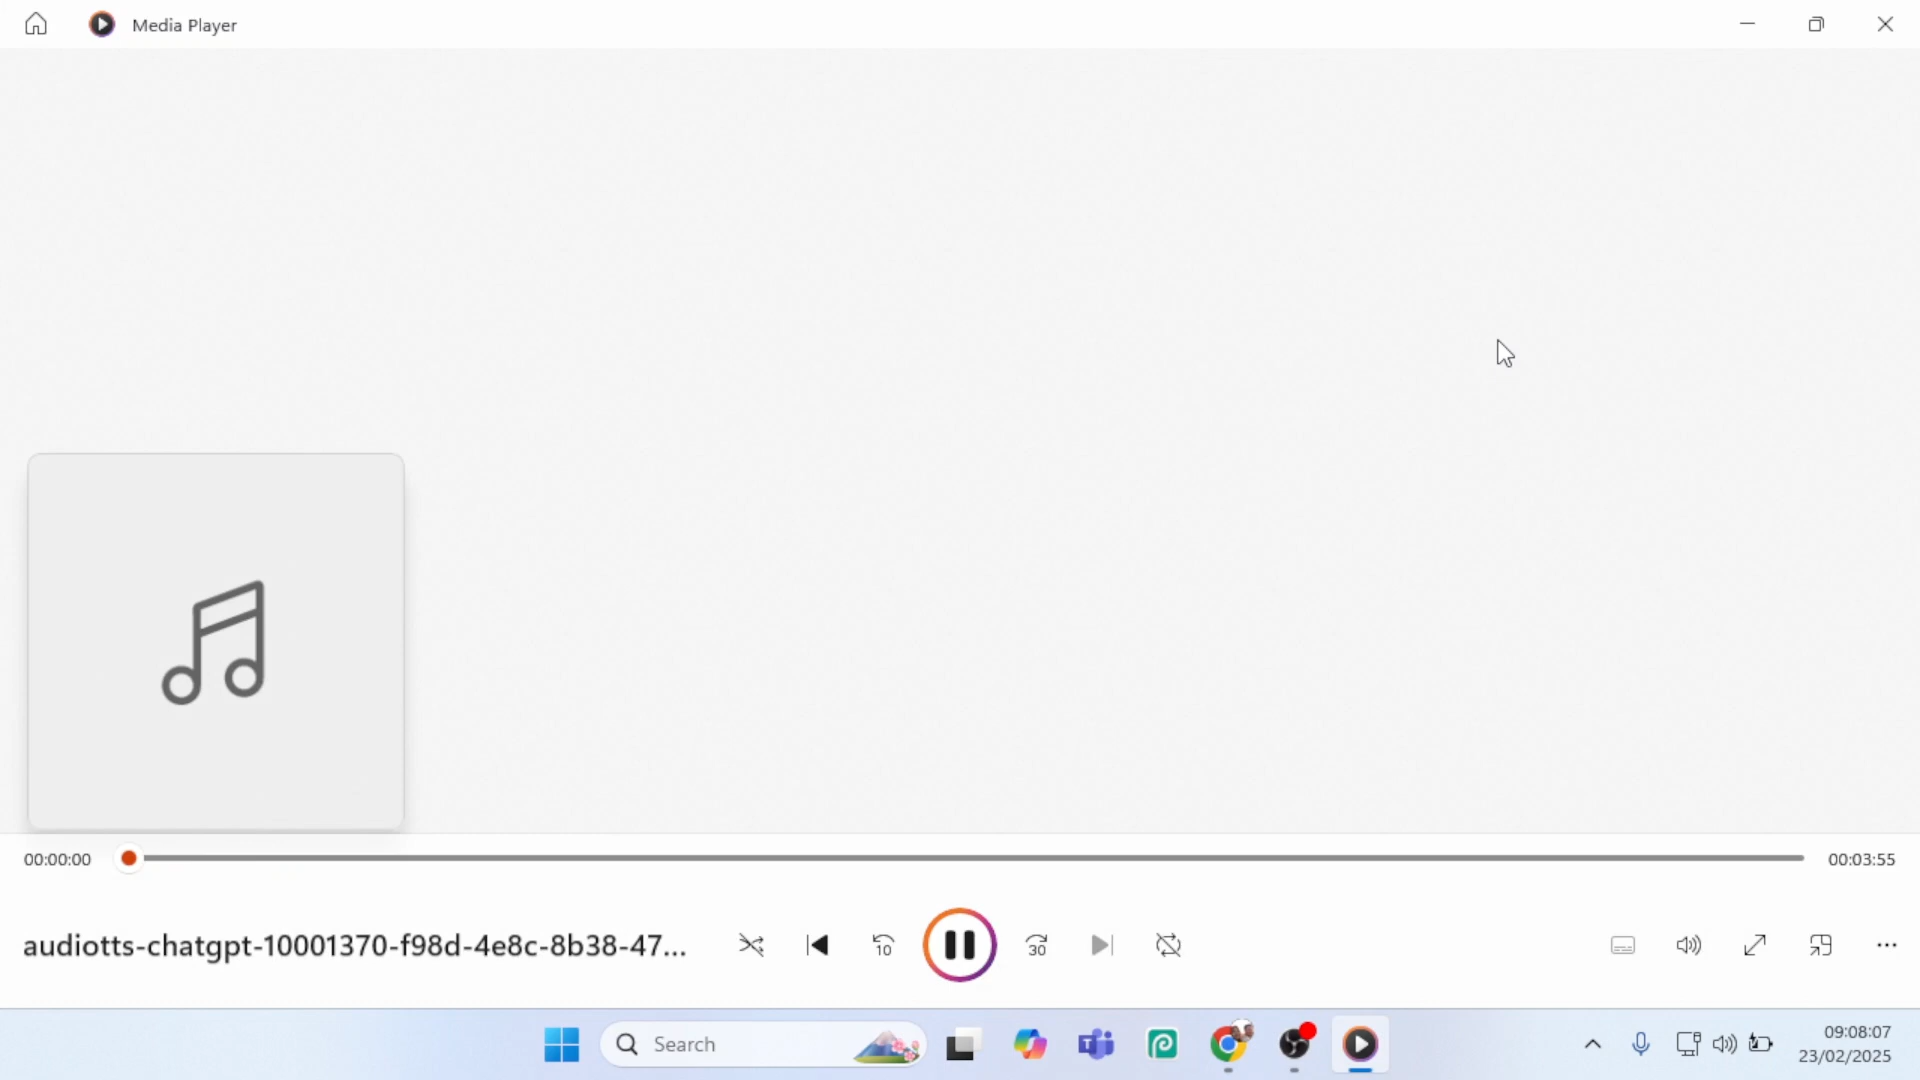 Media Player
00:00:00
00:03:55
audiotts-chatgpt-10001370-f98d-4e8c-8b38-47...
10
30
Search
09:08:07
23/02/2025